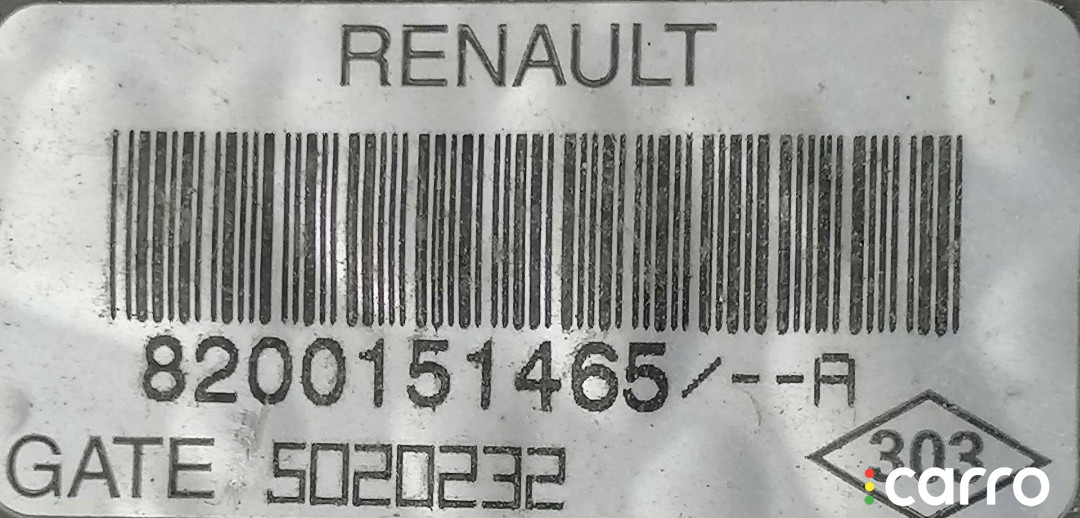 RENAULT
8200151465/--A
GATE 5020232
303
carro